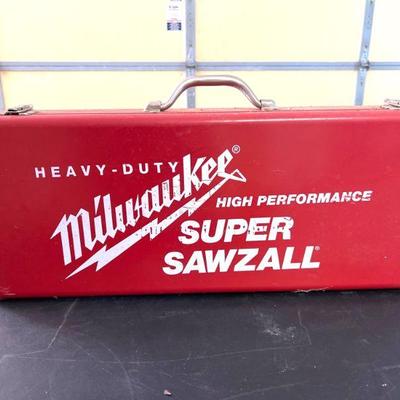 HEAVY-DUTY
Milwaukee®
HIGH PERFORMANCE
SUPER
SAWZALL®